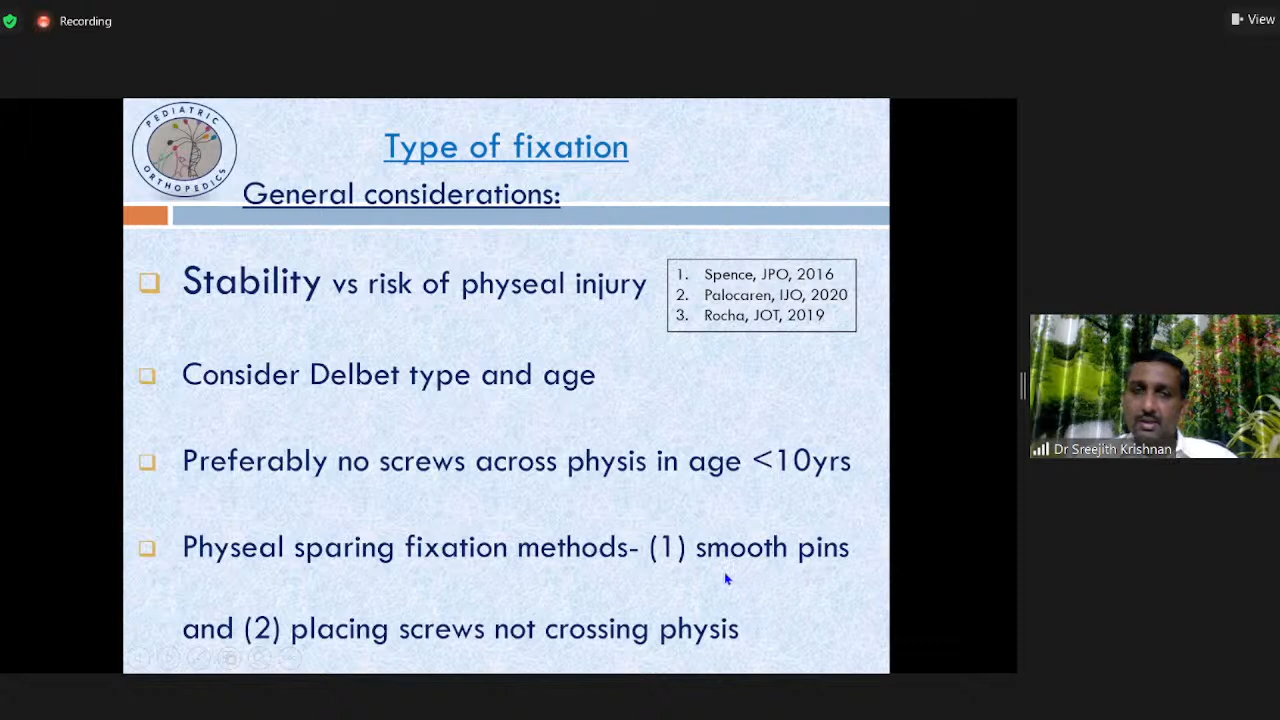 Recording
View
PEDIATRIC
ORTHOPEDICS
Type of fixation
General considerations:
Stability vs risk of physeal injury
1. Spence, JPO, 2016
2. Palocaren, IJO, 2020
3. Rocha, JOT, 2019
Consider Delbet type and age
Preferably no screws across physis in age <10yrs
Physeal sparing fixation methods- (1) smooth pins
and (2) placing screws not crossing physis
Dr Sreejith Krishnan